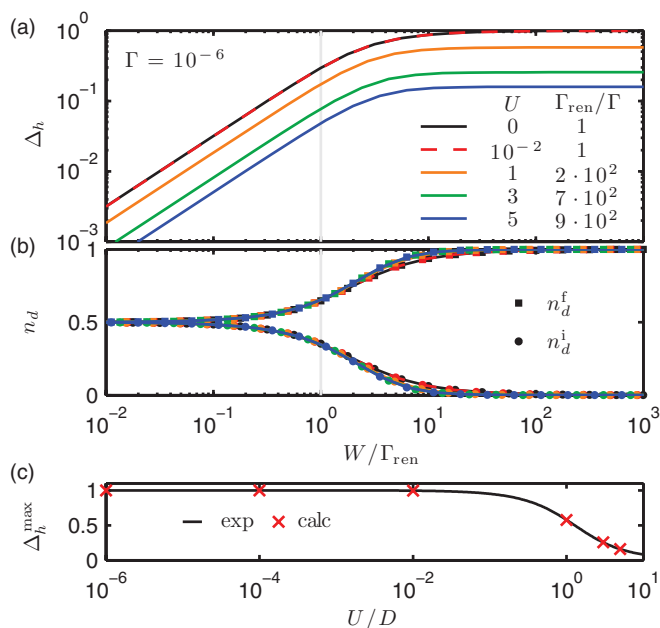 (a)
10^0
10^{-1}
10^{-2}
10^{-3}
Δ_h
Γ = 10^{-6}
U Γ_ren/Γ
0 1
10^{-2} 1
1 2 · 10^2
3 7 · 10^2
5 9 · 10^2
(b)
1
0.5
0
n_d
n_d^f
n_d^i
10^{-2} 10^{-1} 10^0 10^1 10^2 10^3
W/Γ_ren
(c)
1
0.5
0
Δ_h^max
exp calc
10^{-6} 10^{-4} 10^{-2} 10^0 10^1
U/D